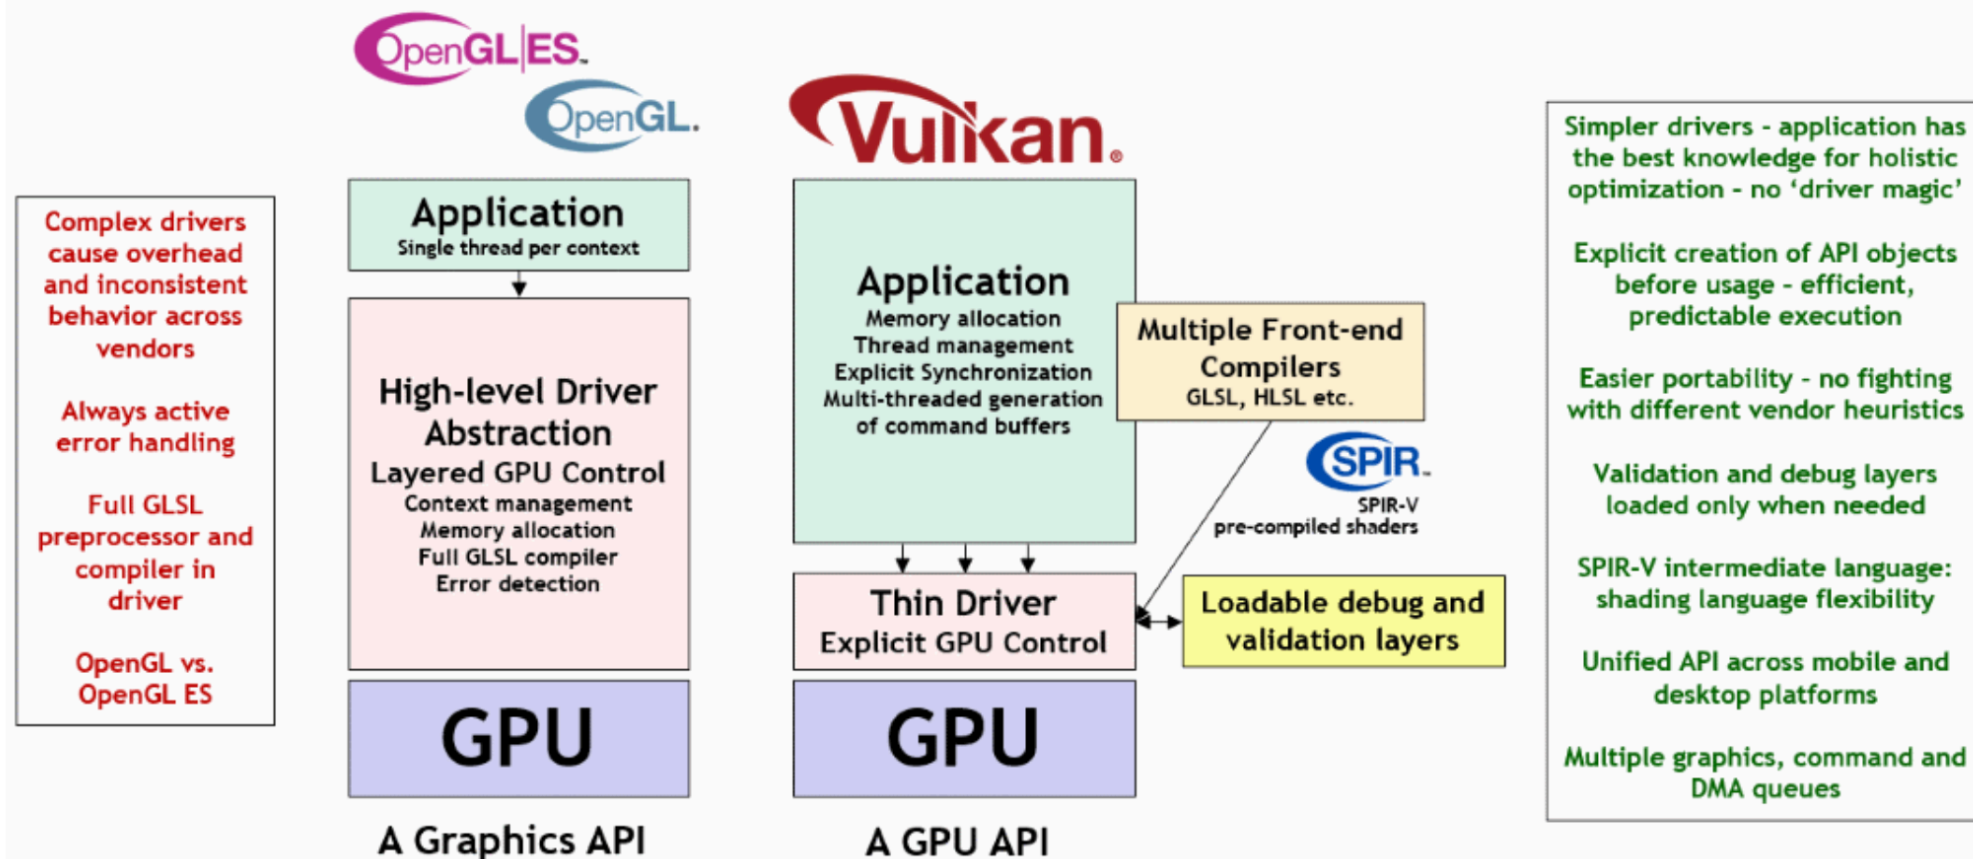 OpenGL|ES™
OpenGL.
Vulkan.®
Complex drivers
cause overhead
and inconsistent
behavior across
vendors
Always active
error handling
Full GLSL
preprocessor and
compiler in
driver
OpenGL vs.
OpenGL ES
Application
Single thread per context
High-level Driver
Abstraction
Layered GPU Control
Context management
Memory allocation
Full GLSL compiler
Error detection
GPU
A Graphics API
Application
Memory allocation
Thread management
Explicit Synchronization
Multi-threaded generation
of command buffers
Multiple Front-end
Compilers
GLSL, HLSL etc.
SPIR™
SPIR-V
pre-compiled shaders
Thin Driver
Explicit GPU Control
Loadable debug and
validation layers
GPU
A GPU API
Simpler drivers - application has
the best knowledge for holistic
optimization - no ‘driver magic’
Explicit creation of API objects
before usage - efficient,
predictable execution
Easier portability - no fighting
with different vendor heuristics
Validation and debug layers
loaded only when needed
SPIR-V intermediate language:
shading language flexibility
Unified API across mobile and
desktop platforms
Multiple graphics, command and
DMA queues